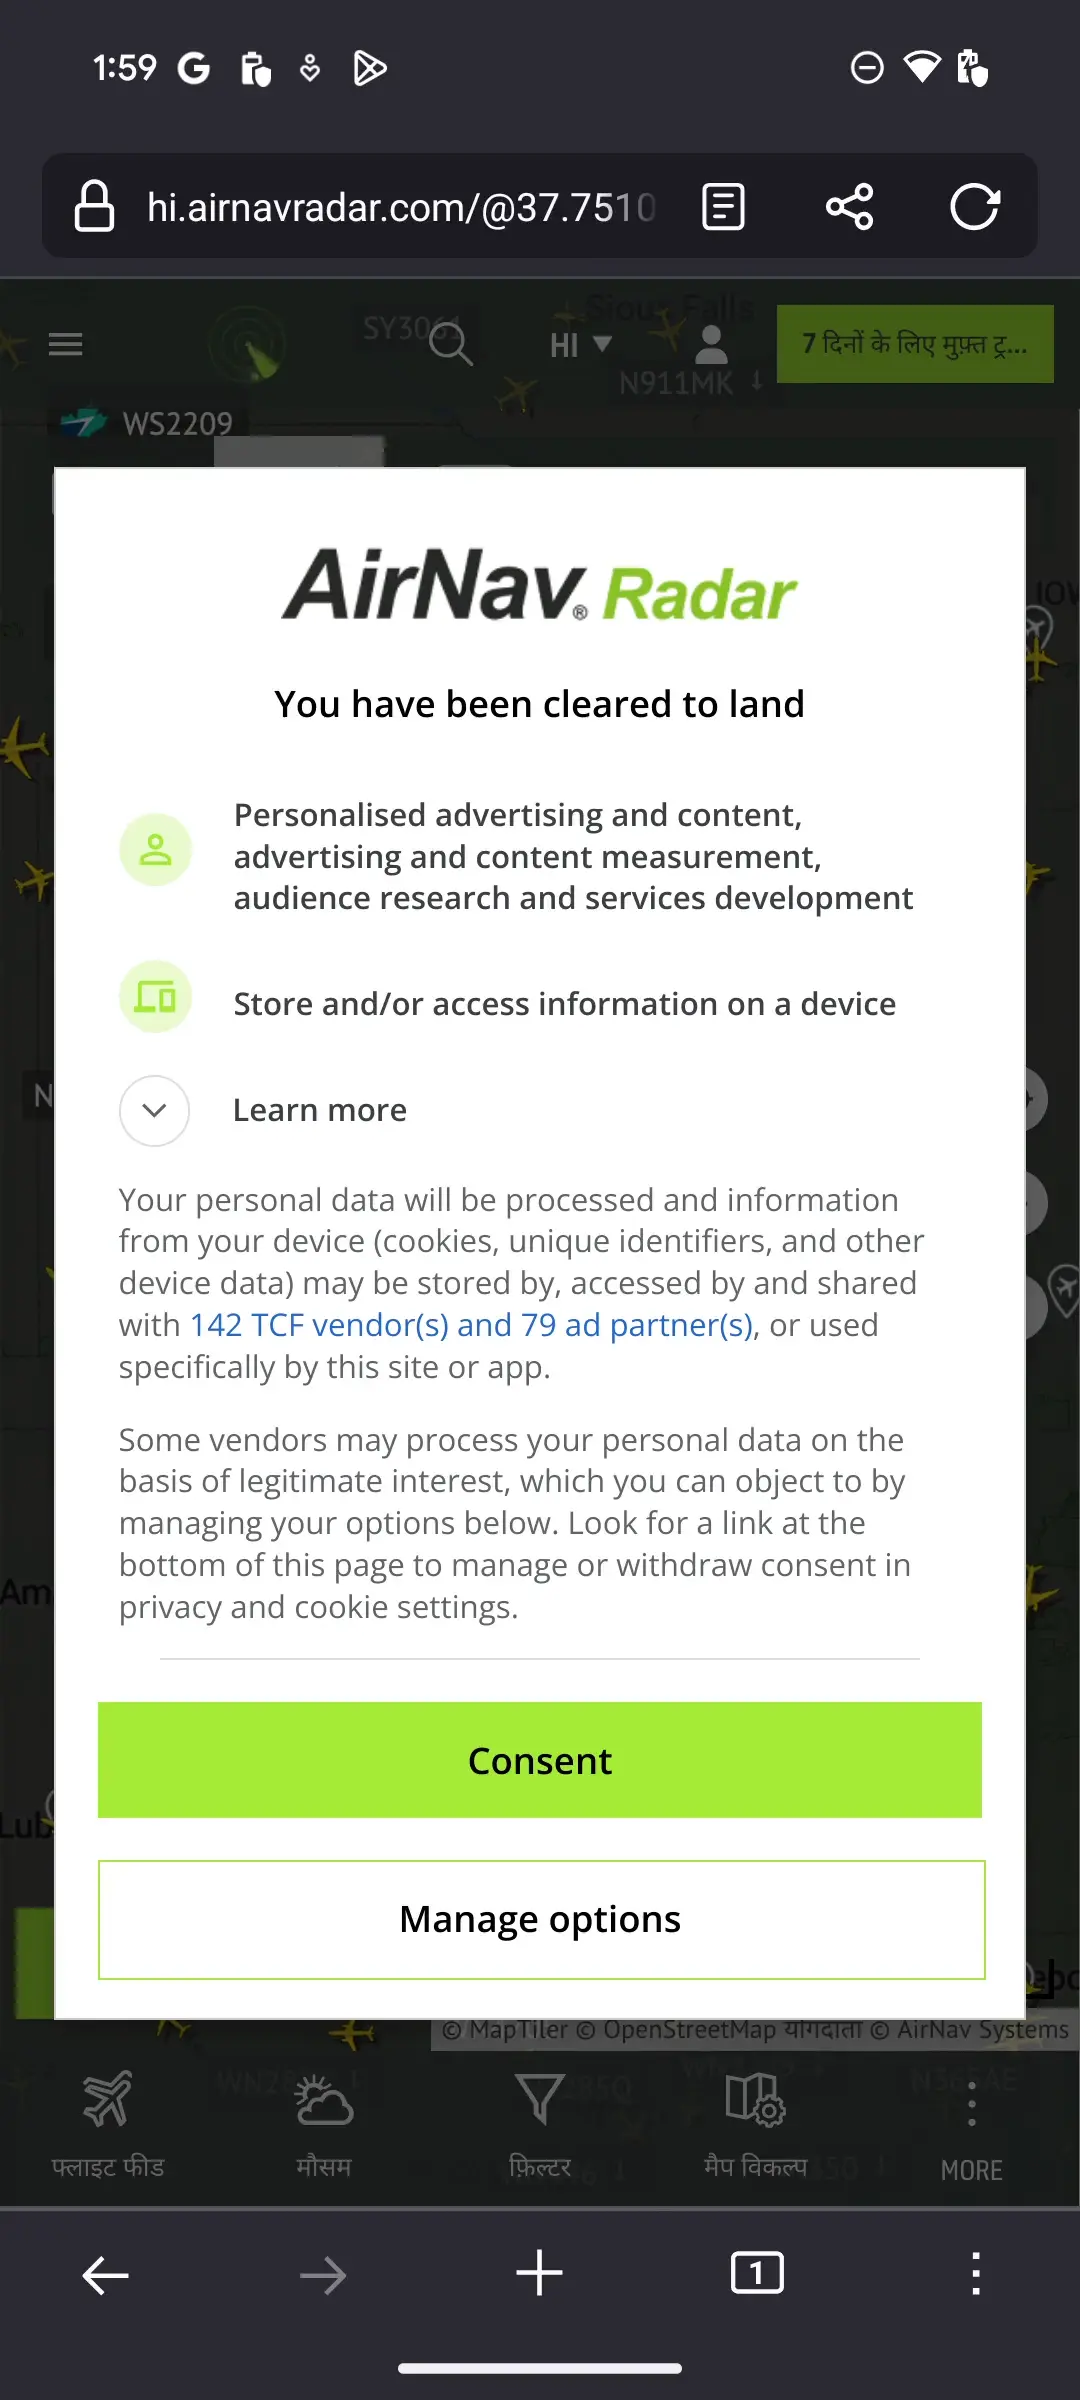 1:59
hi.airnavradar.com/@37.7510
SY3061
Sioux Falls
HI
7 दिनों के लिए मुफ़्त ट्र...
N911MK ↓
WS2209
AirNav® Radar
You have been cleared to land
Personalised advertising and content,
advertising and content measurement,
audience research and services development
Store and/or access information on a device
N
Learn more
Your personal data will be processed and information
from your device (cookies, unique identifiers, and other
device data) may be stored by, accessed by and shared
with 142 TCF vendor(s) and 79 ad partner(s), or used
specifically by this site or app.
Some vendors may process your personal data on the
basis of legitimate interest, which you can object to by
managing your options below. Look for a link at the
bottom of this page to manage or withdraw consent in
Am
privacy and cookie settings.
Consent
Lub
Manage options
© MapTiler © OpenStreetMap योगदाता © AirNav Systems
फ्लाइट फीड
मौसम
फ़िल्टर
मैप विकल्प
MORE
1